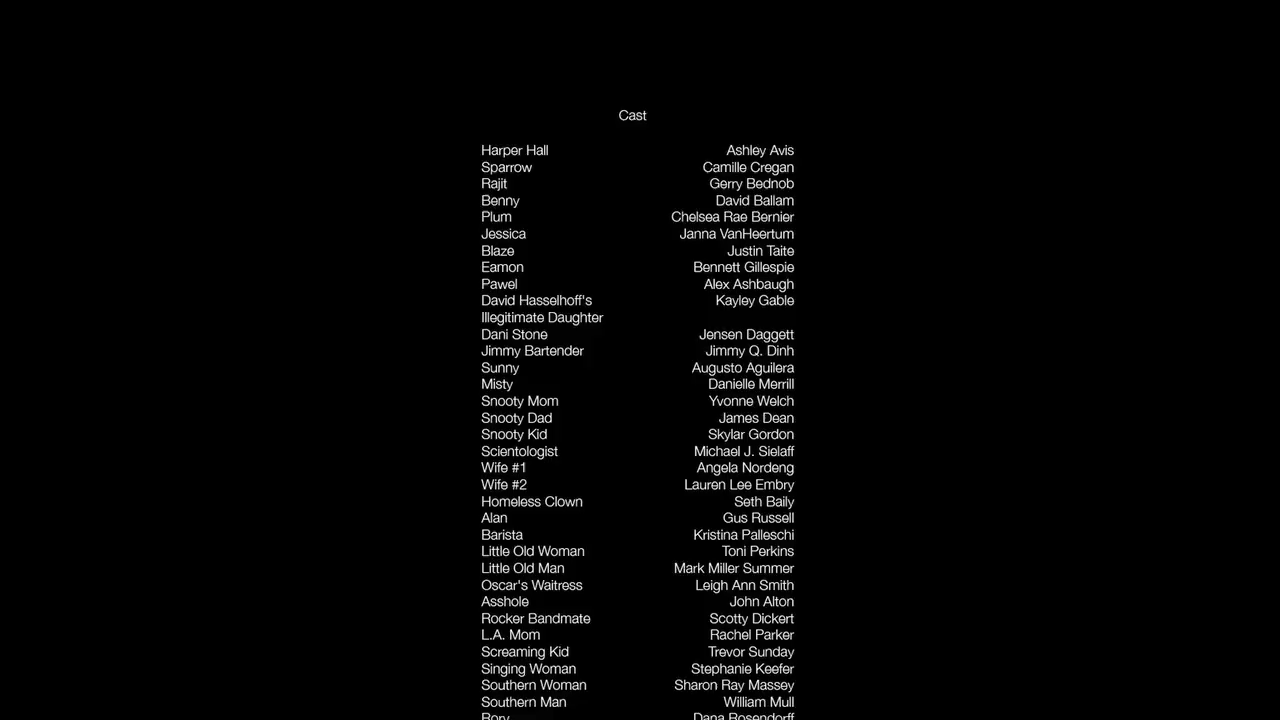 Cast
Harper Hall Ashley Avis
Sparrow Camille Cregan
Rajit Gerry Bednob
Benny David Ballam
Plum Chelsea Rae Bernier
Jessica Janna VanHeertum
Blaze Justin Taite
Eamon Bennett Gillespie
Pawel Alex Ashbaugh
David Hasselhoff's Kayley Gable
Illegitimate Daughter
Dani Stone Jensen Daggett
Jimmy Bartender Jimmy Q. Dinh
Sunny Augusto Aguilera
Misty Danielle Merrill
Snooty Mom Yvonne Welch
Snooty Dad James Dean
Snooty Kid Skylar Gordon
Scientologist Michael J. Sielaff
Wife #1 Angela Nordeng
Wife #2 Lauren Lee Embry
Homeless Clown Seth Baily
Alan Gus Russell
Barista Kristina Palleschi
Little Old Woman Toni Perkins
Little Old Man Mark Miller Summer
Oscar's Waitress Leigh Ann Smith
Asshole John Alton
Rocker Bandmate Scotty Dickert
L.A. Mom Rachel Parker
Screaming Kid Trevor Sunday
Singing Woman Stephanie Keefer
Southern Woman Sharon Ray Massey
Southern Man William Mull
Rory Dana Rosendorff